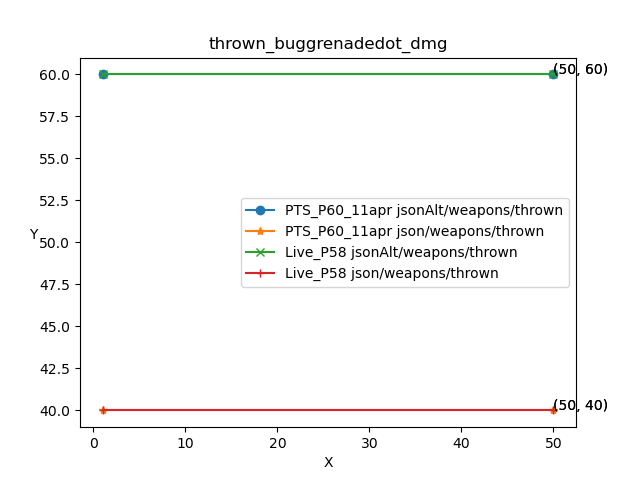 thrown_buggrenadedot_dmg
60.0
57.5
55.0
52.5
50.0
47.5
45.0
42.5
40.0
Y
(50, 60)
PTS_P60_11apr jsonAlt/weapons/thrown
PTS_P60_11apr json/weapons/thrown
Live_P58 jsonAlt/weapons/thrown
Live_P58 json/weapons/thrown
(50, 40)
0 10 20 30 40 50
X